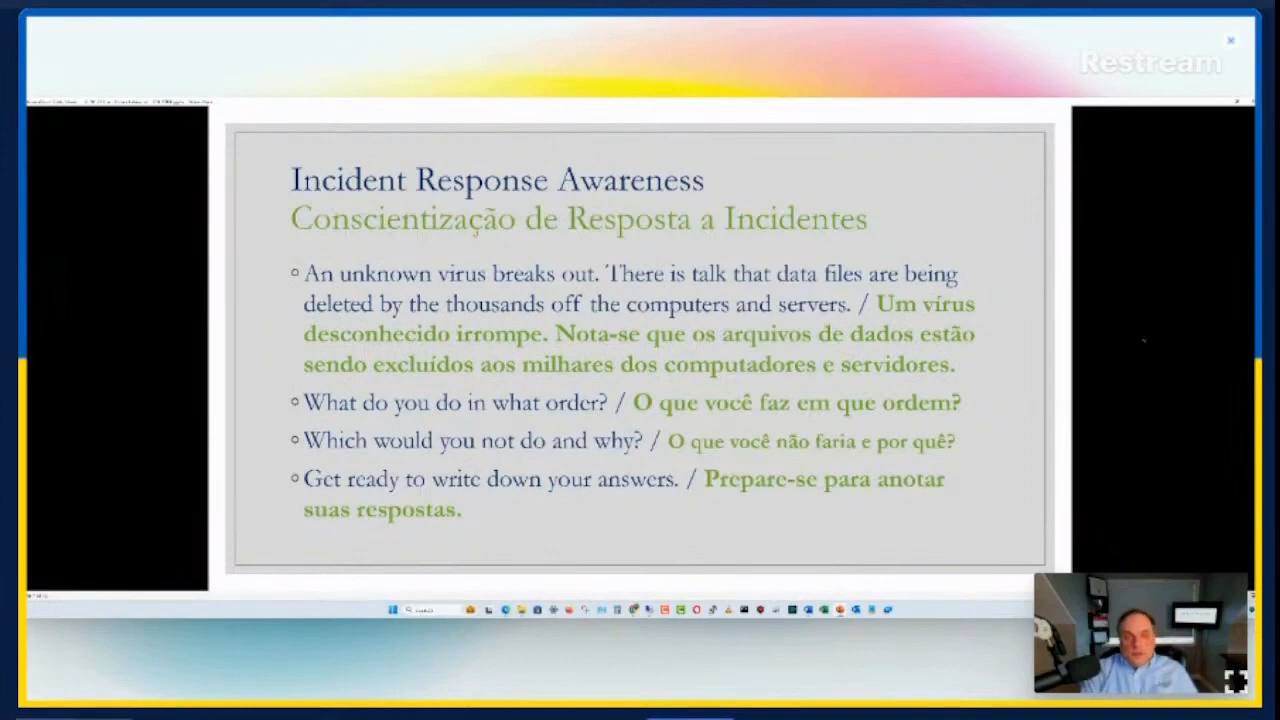 Restream
Incident Response Awareness
Conscientização de Resposta a Incidentes
An unknown virus breaks out. There is talk that data files are being
deleted by the thousands off the computers and servers. / Um vírus
desconhecido irrompe. Nota-se que os arquivos de dados estão
sendo excluídos aos milhares dos computadores e servidores.
What do you do in what order? / O que você faz em que ordem?
Which would you not do and why? / O que você não faria e por quê?
Get ready to write down your answers. / Prepare-se para anotar
suas respostas.